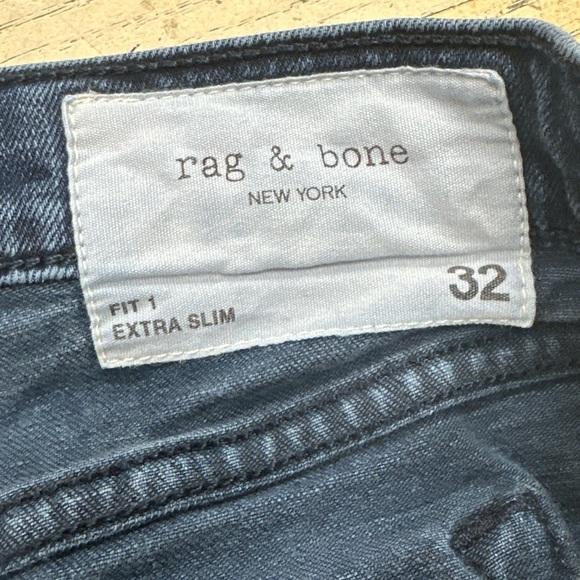 rag & bone
NEW YORK
32
FIT 1
EXTRA SLIM